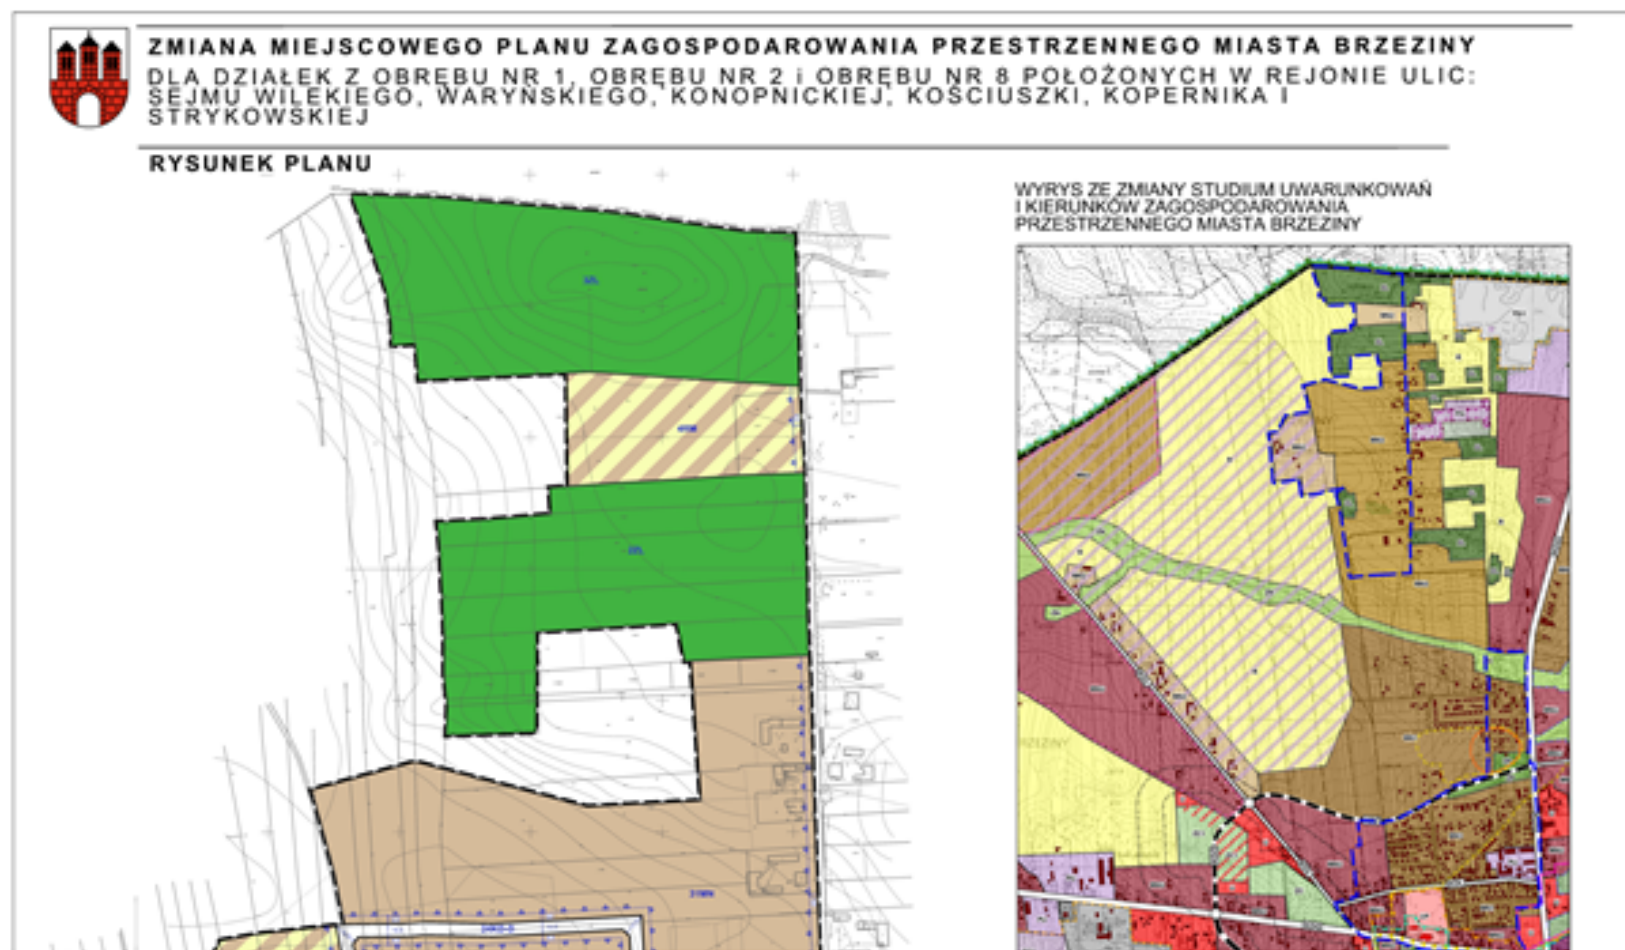 ZMIANA MIEJSCOWEGO PLANU ZAGOSPODAROWANIA PRZESTRZENNEGO MIASTA BRZEZINY
DLA DZIAŁEK Z OBRĘBU NR 1, OBRĘBU NR 2 i OBRĘBU NR 8 POŁOŻONYCH W REJONIE ULIC:
SEJMU WILEKIEGO, WARYŃSKIEGO, KONOPNICKIEJ, KOŚCIUSZKI, KOPERNIKA I
STRYKOWSKIEJ
RYSUNEK PLANU
WYRYS ZE ZMIANY STUDIUM UWARUNKOWAŃ
I KIERUNKÓW ZAGOSPODAROWANIA
PRZESTRZENNEGO MIASTA BRZEZINY